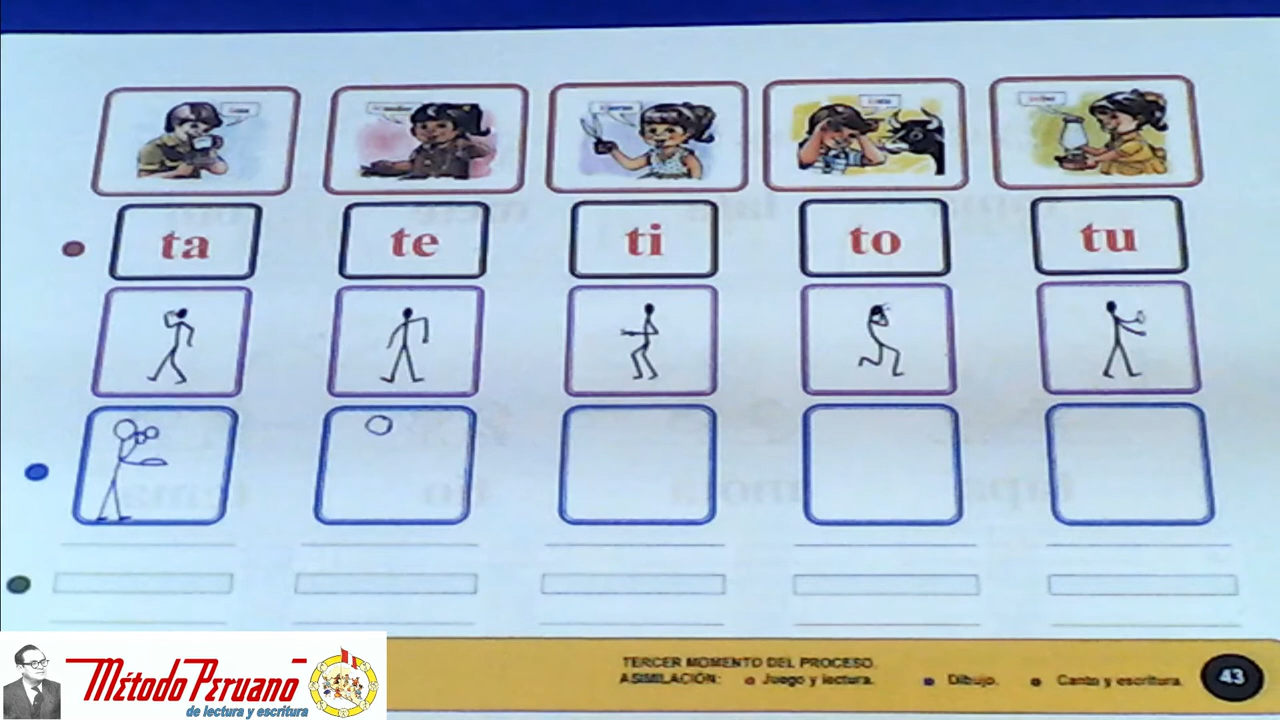 ta te ti to tu
Método Peruano
de lectura y escritura
TERCER MOMENTO DEL PROCESO.
ASIMILACIÓN: Juego y lectura. Dibujo. Canto y escritura.
43